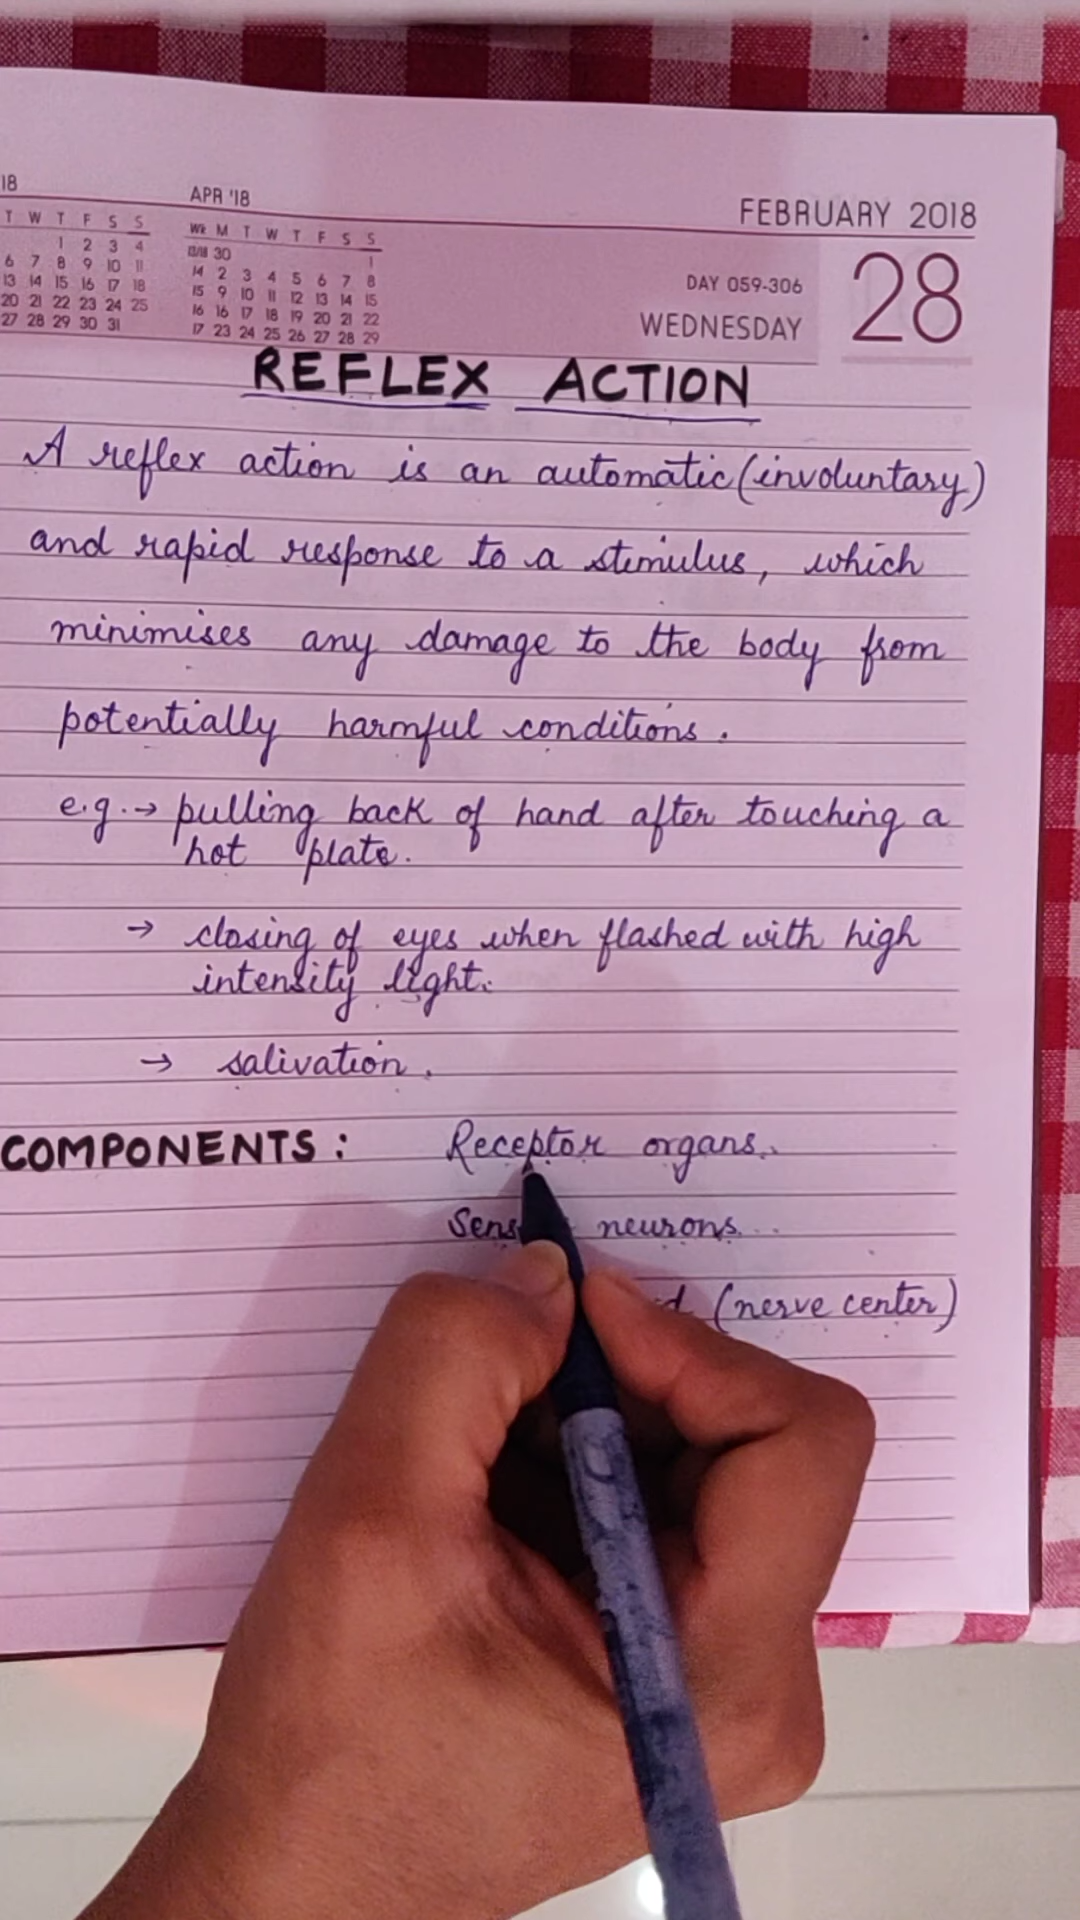 18
APR '18
FEBRUARY 2018
T W T F S S
Wk M T W T F S S
1 2 3 4
13/18 30 1
6 7 8 9 10 11
14 2 3 4 5 6 7 8
13 14 15 16 17 18
15 9 10 11 12 13 14 15
20 21 22 23 24 25
16 16 17 18 19 20 21 22
27 28 29 30 31
17 23 24 25 26 27 28 29
DAY 059-306
28
WEDNESDAY
REFLEX ACTION
A reflex action is an automatic (involuntary)
and rapid response to a stimulus, which
minimises any damage to the body from
potentially harmful conditions.
e.g.→ pulling back of hand after touching a
hot plate.
→ closing of eyes when flashed with high
intensity light.
→ salivation.
COMPONENTS : Receptor organs.
neurons
(nerve center)